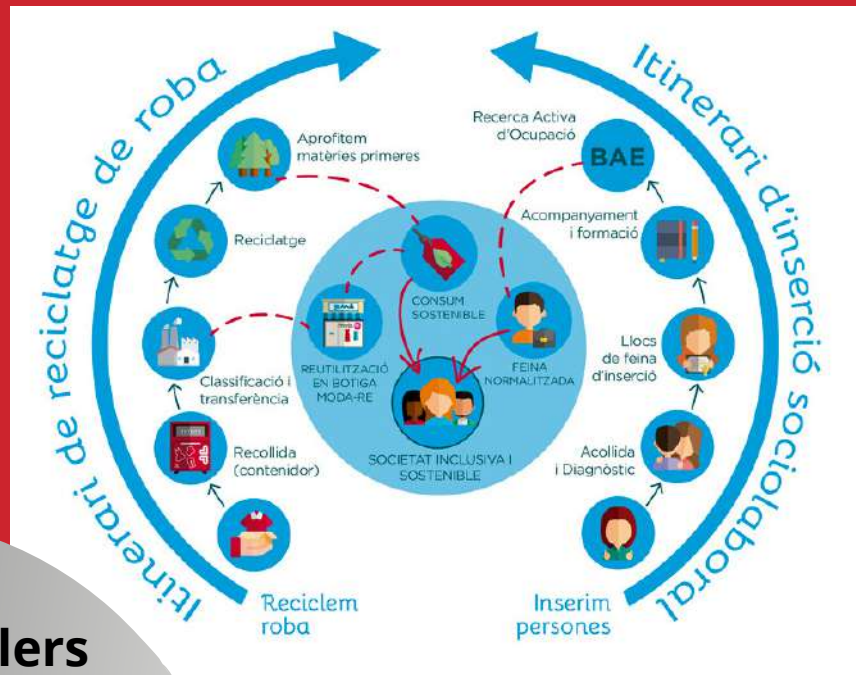 Itinerari de reciclatge de roba
Aprofitem
matèries primeres
Reciclatge
Classificació i
transferència
Recollida
(contenidor)
Reciclem
roba
CONSUM
SOSTENIBLE
REUTILITZACIÓ
EN BOTIGA
MODA-RE
FEINA
NORMALITZADA
SOCIETAT INCLUSIVA I
SOSTENIBLE
Itinerari d'inserció sociolaboral
Recerca Activa
d'Ocupació
BAE
Acompanyament
i formació
Llocs
de feina
d'inserció
Acollida
i Diagnòstic
Inserim
persones
lers